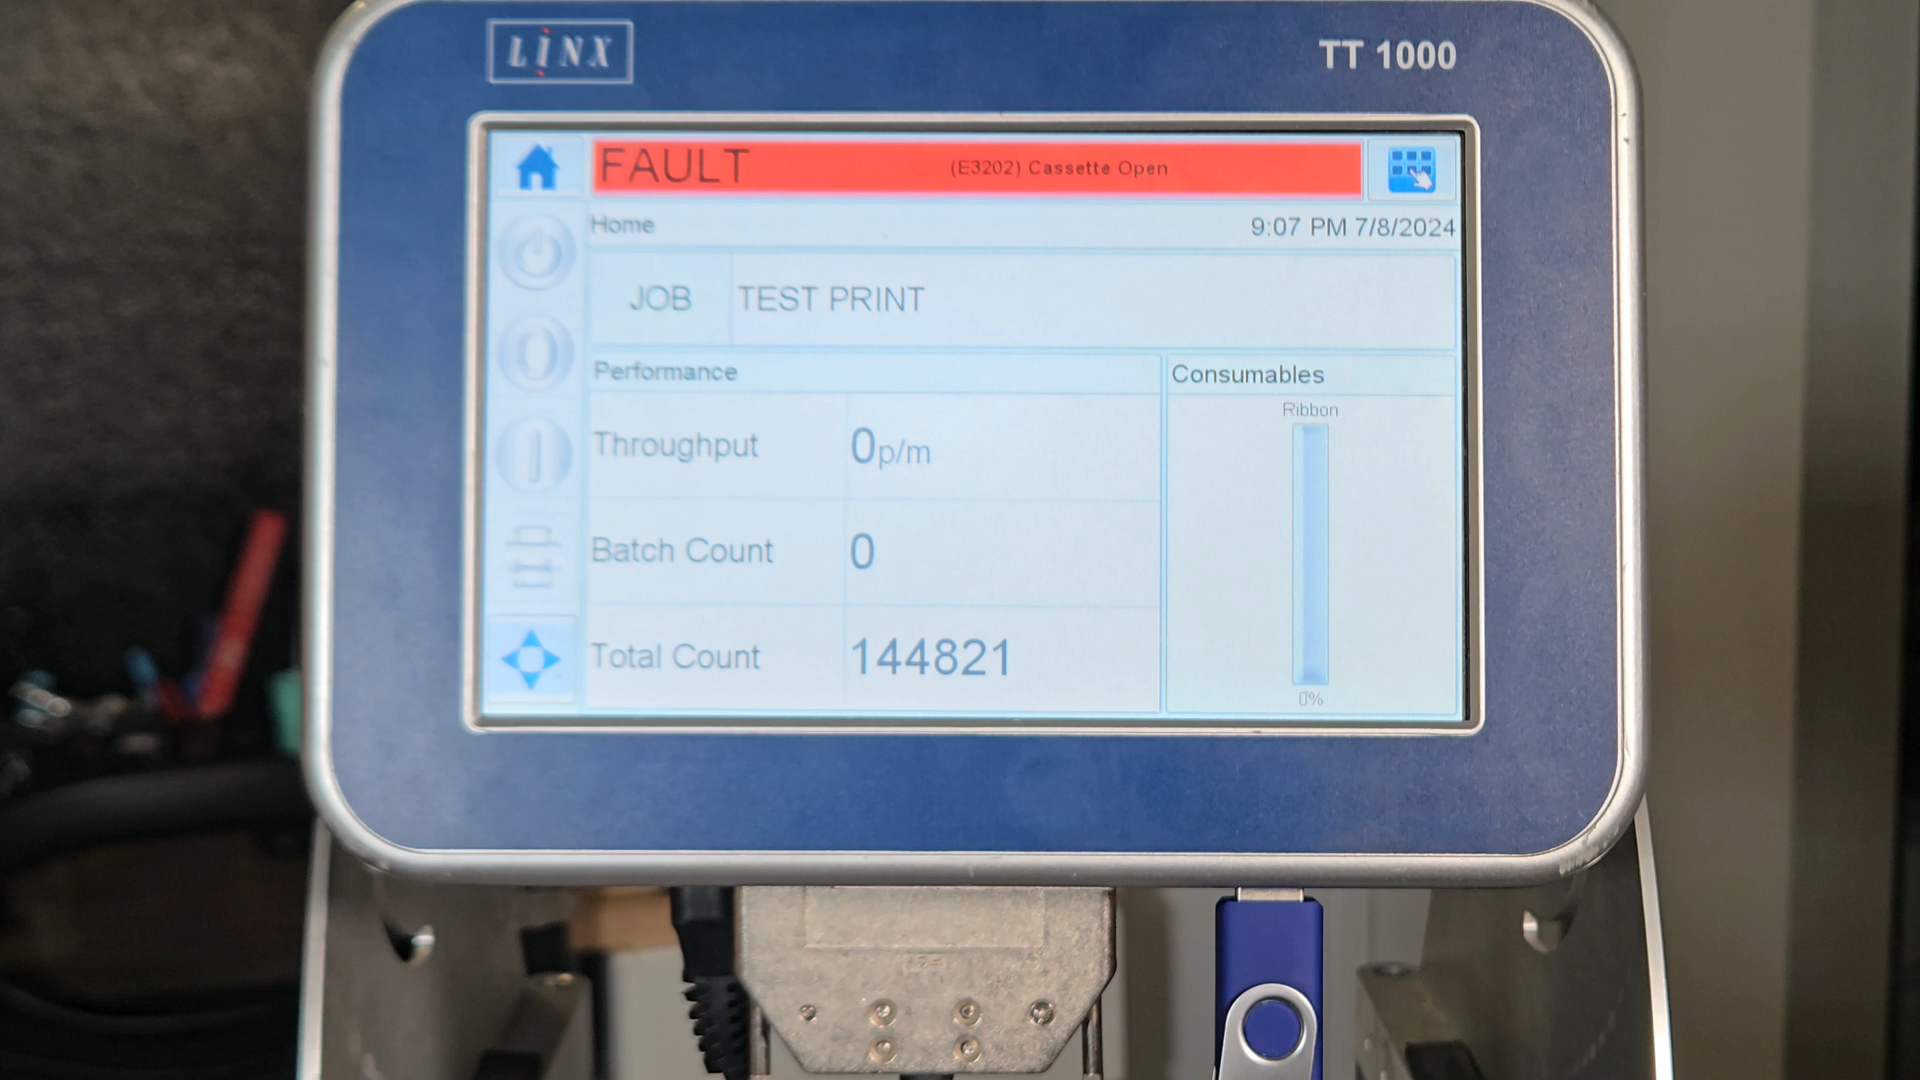 LINX
TT 1000
FAULT (E3202) Cassette Open
Home 9:07 PM 7/8/2024
JOB TEST PRINT
Performance
Consumables
Ribbon
Throughput 0p/m
Batch Count 0
Total Count 144821
0%